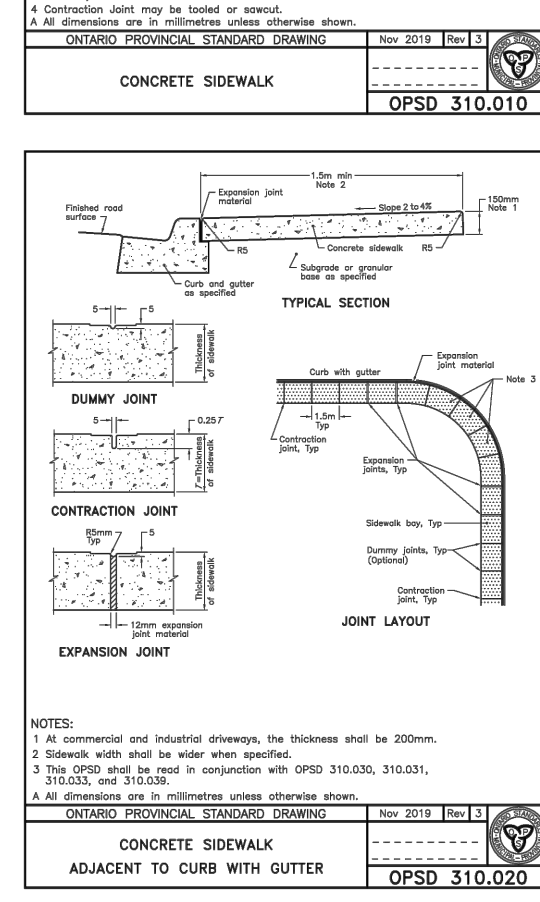 4 Contraction Joint may be tooled or sawcut.
A All dimensions are in millimetres unless otherwise shown.
ONTARIO PROVINCIAL STANDARD DRAWING
Nov 2019
Rev 3
CONCRETE SIDEWALK
OPSD 310.010
1.5m min
Note 2
Expansion joint
material
Finished road
surface
Slope 2 to 4%
150mm
Note 1
R5
Concrete sidewalk
R5
Subgrade or granular
base as specified
Curb and gutter
as specified
TYPICAL SECTION
5
5
Thickness
of sidewalk
DUMMY JOINT
5
0.25T
T=Thickness
of sidewalk
CONTRACTION JOINT
R5mm
Typ
5
Thickness
of sidewalk
12mm expansion
joint material
EXPANSION JOINT
Curb with gutter
Expansion
joint material
Note 3
1.5m
Typ
Contraction
joint, Typ
Expansion
joints, Typ
Sidewalk bay, Typ
Dummy joints, Typ
(Optional)
Contraction
joint, Typ
JOINT LAYOUT
NOTES:
1 At commercial and industrial driveways, the thickness shall be 200mm.
2 Sidewalk width shall be wider when specified.
3 This OPSD shall be read in conjunction with OPSD 310.030, 310.031,
310.033, and 310.039.
A All dimensions are in millimetres unless otherwise shown.
ONTARIO PROVINCIAL STANDARD DRAWING
Nov 2019
Rev 3
CONCRETE SIDEWALK
ADJACENT TO CURB WITH GUTTER
OPSD 310.020